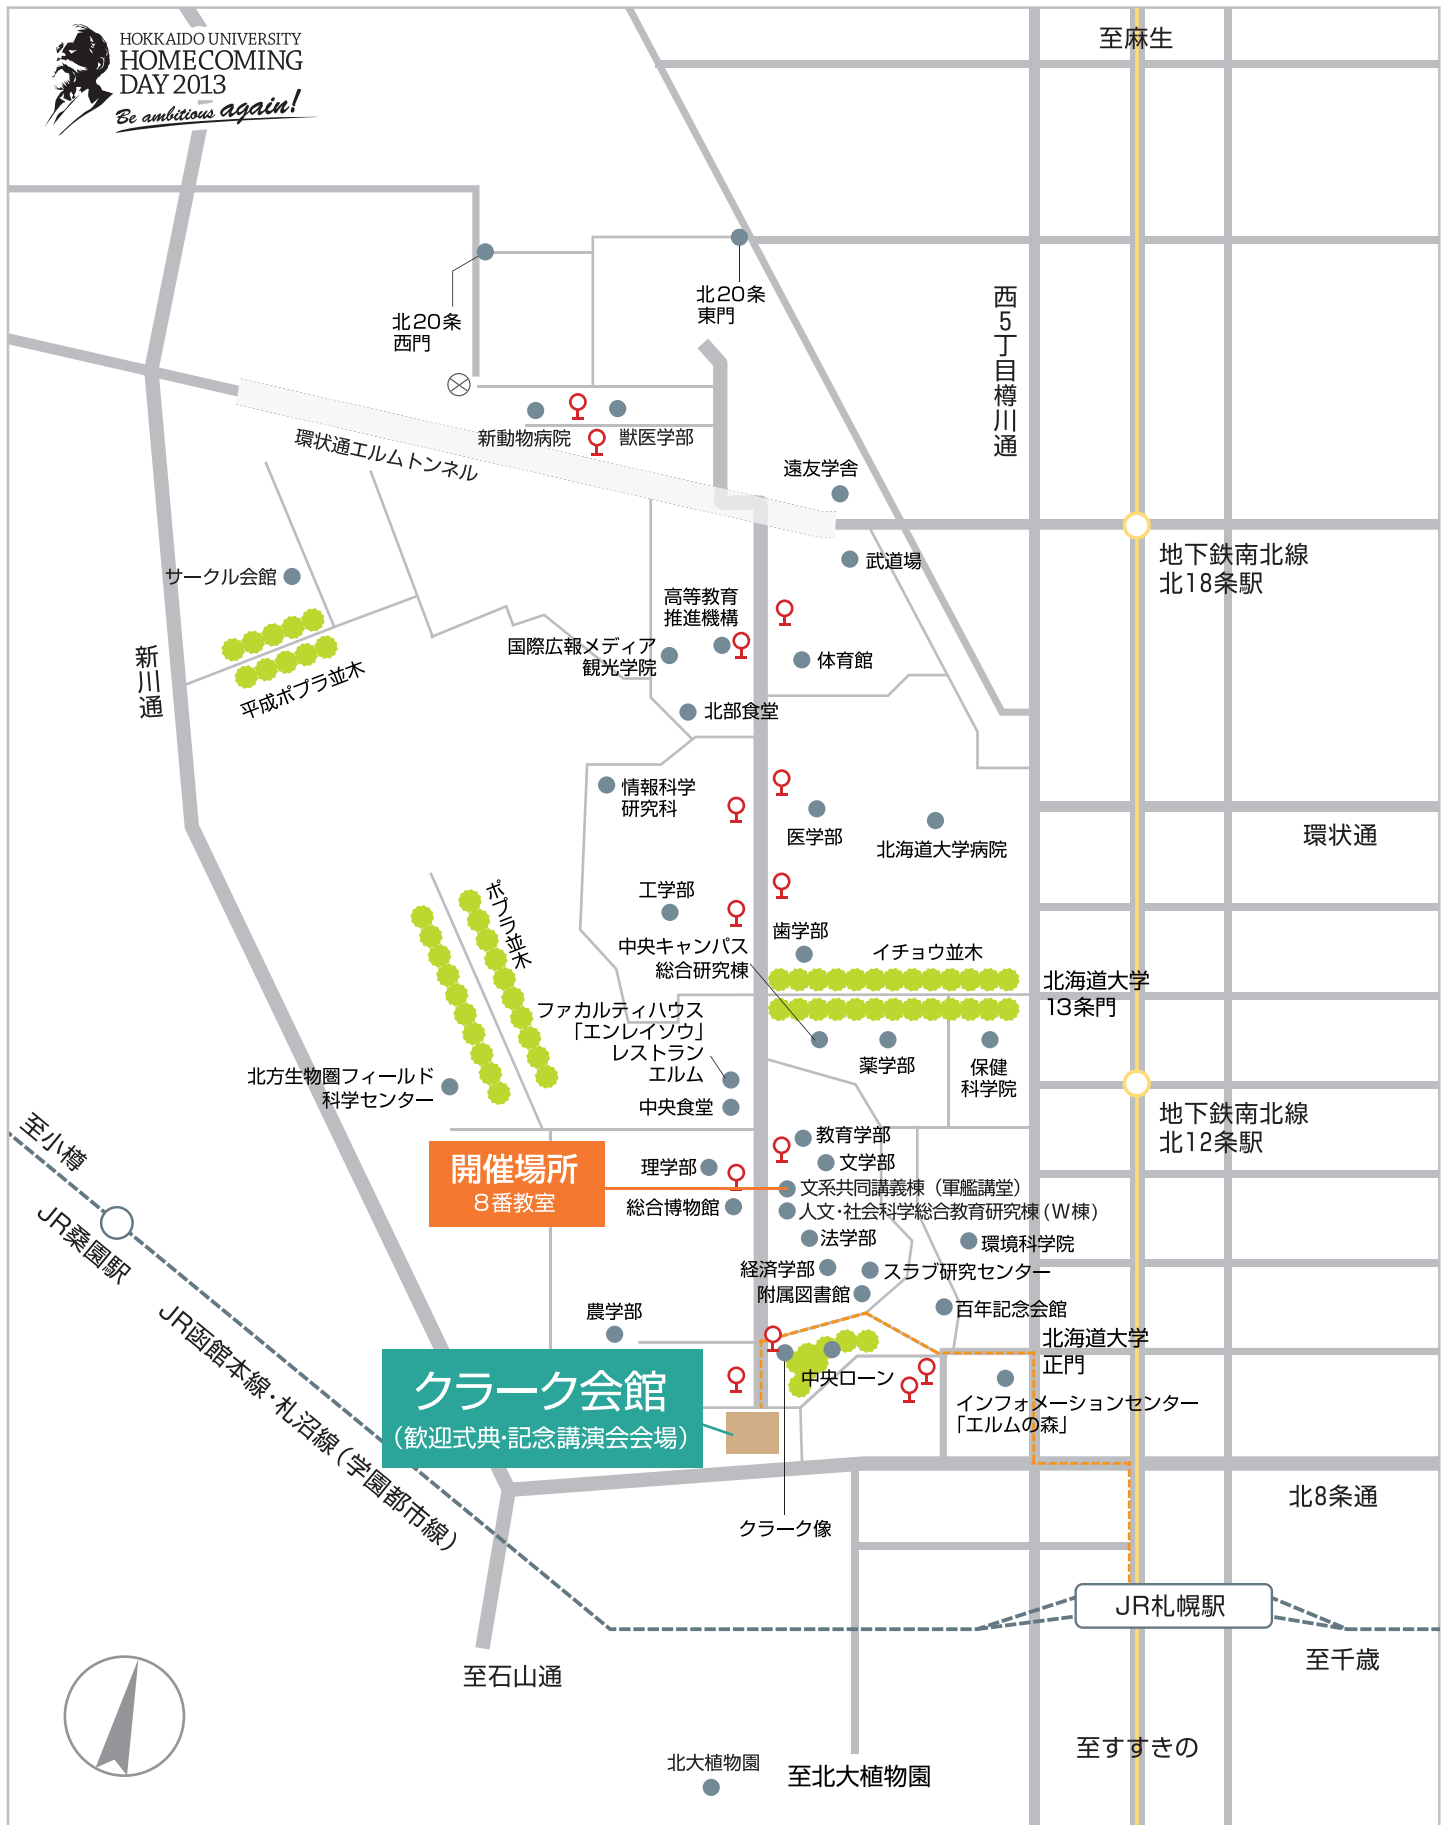 HOKKAIDO UNIVERSITY
HOMECOMING
DAY 2013
Be ambitious again!
至麻生
北20条
西門
北20条
東門
西5丁目樽川通
環状通エルムトンネル
新動物病院
獣医学部
遠友学舎
武道場
地下鉄南北線
北18条駅
サークル会館
高等教育
推進機構
国際広報メディア
観光学院
体育館
新川通
平成ポプラ並木
北部食堂
情報科学
研究科
医学部
北海道大学病院
環状通
ポプラ並木
工学部
歯学部
中央キャンパス
総合研究棟
イチョウ並木
北海道大学
13条門
ファカルティハウス
「エンレイソウ」
レストラン
エルム
薬学部
保健
科学院
北方生物圏フィールド
科学センター
中央食堂
地下鉄南北線
北12条駅
至小樽
教育学部
開催場所
8番教室
理学部
文学部
文系共同講義棟（軍艦講堂）
総合博物館
人文・社会科学総合教育研究棟（W棟）
JR桑園駅
法学部
環境科学院
経済学部
スラブ研究センター
附属図書館
百年記念会館
農学部
JR函館本線・札沼線（学園都市線）
北海道大学
正門
クラーク会館
（歓迎式典・記念講演会会場）
中央ローン
インフォメーションセンター
「エルムの森」
北8条通
クラーク像
JR札幌駅
至千歳
至石山通
至すすきの
北大植物園
至北大植物園